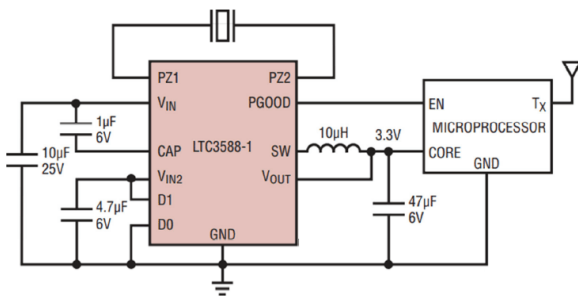 PZ1
PZ2
VIN
PGOOD
EN
TX
1µF
6V
10µH
3.3V
MICROPROCESSOR
LTC3588-1
10µF
25V
CAP
SW
CORE
GND
VIN2
VOUT
4.7µF
6V
D1
47µF
6V
D0
GND